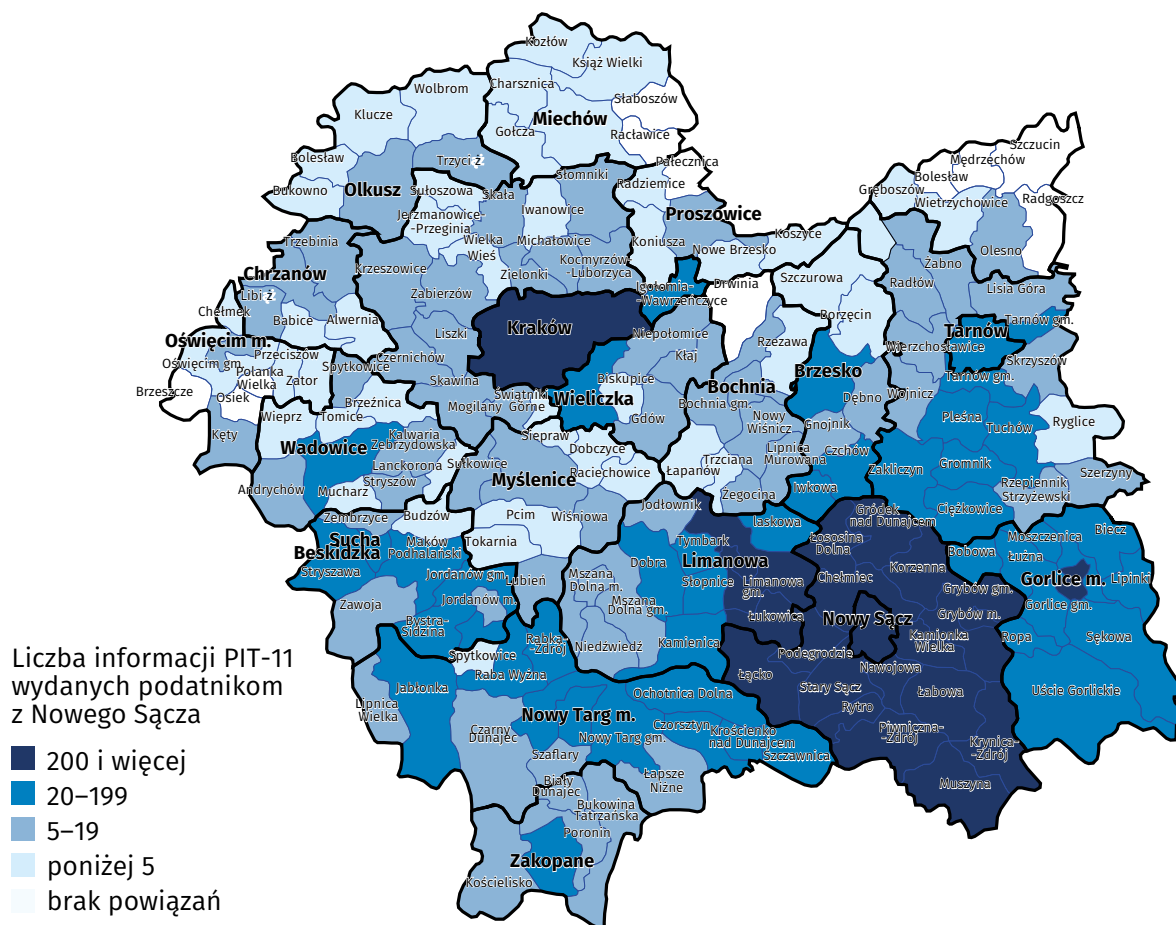 Kozłów
Książ Wielki
Charsznica
Wolbrom
Słaboszów
Klucze
Miechów
Gołcza
Racławice
Szczucin
Mędrzechów
Bolesław
Trzyciąż
Pałecznica
Bolesław
Słomniki
Radziemice
Gręboszów
Bukowno
Olkusz
Sułoszowa
Skała
Wietrzychowice
Radgoszcz
Iwanowice
Proszowice
Jerzmanowice-
-Przeginia
Koszyce
Trzebinia
Wielka
Wieś
Michałowice
Koniusza
Nowe Brzesko
Olesno
Krzeszowice
Kocmyrzów
-Luborzyca
Żabno
Chrzanów
Zielonki
Szczurowa
Radłów
Libiąż
Zabierzów
Igołomia-
-Wawrzeńczyce
Drwinia
Lisia Góra
Chełmek
Babice
Alwernia
Kraków
Borzęcin
Tarnów gm.
Liszki
Niepołomice
Tarnów
Oświęcim m.
Rzezawa
Wierzchosławice
Oświęcim gm.
Przeciszów
Czernichów
Kłaj
Skrzyszów
Polanka
Wielka
Spytkowice
Brzesko
Tarnów gm.
Zator
Skawina
Biskupice
Bochnia
Brzeszcze
Osiek
Świątniki
Górne
Wieliczka
Bochnia gm.
Dębno
Wojnicz
Brzeźnica
Mogilany
Wieprz
Tomice
Gdów
Nowy
Wiśnicz
Gnojnik
Pleśna
Ryglice
Kęty
Kalwaria
Zebrzydowska
Siepraw
Tuchów
Wadowice
Dobczyce
Lipnica
Murowana
Czchów
Lanckorona
Sułkowice
Raciechowice
Trzciana
Zakliczyn
Gromnik
Szerzyny
Stryszów
Myślenice
Łapanów
Rzepiennik
Strzyżewski
Andrychów
Mucharz
Żegocina
Iwkowa
Jodłownik
Gródek
nad Dunajcem
Ciężkowice
Zembrzyce
Budzów
Pcim
Wiśniowa
laskowa
Biecz
Sucha
Beskidzka
Maków
Podhalański
Tokarnia
Tymbark
Łososina
Dolna
Moszczenica
Bobowa
Łużna
Stryszawa
Jordanów gm.
Lubień
Mszana
Dolna m.
Dobra
Limanowa
Chełmiec
Korzenna
Gorlice m.
Lipinki
Słopnice
Limanowa
gm.
Grybów gm.
Zawoja
Jordanów m.
Mszana
Dolna gm.
Gorlice gm.
Łukowica
Nowy Sącz
Grybów m.
Bystra-
Sidzina
Rabka-
-Zdrój
Niedźwiedź
Kamienica
Kamionka
Wielka
Ropa
Sękowa
Spytkowice
Podegrodzie
Nawojowa
Raba Wyżna
Łącko
Lipnica
Wielka
Jabłonka
Ochotnica Dolna
Stary Sącz
Łabowa
Uście Gorlickie
Rytro
Nowy Targ m.
Czorsztyn
Krościenko
nad Dunajcem
Piwniczna
-Zdrój
Czarny
Dunajec
Nowy Targ gm.
Krynica-
-Zdrój
Szaflary
Szczawnica
Łapsze
Niżne
Muszyna
Biały
Dunajec
Bukowina
Tatrzańska
Poronin
Zakopane
Kościelisko
Liczba informacji PIT-11
wydanych podatnikom
z Nowego Sącza
200 i więcej
20–199
5–19
poniżej 5
brak powiązań